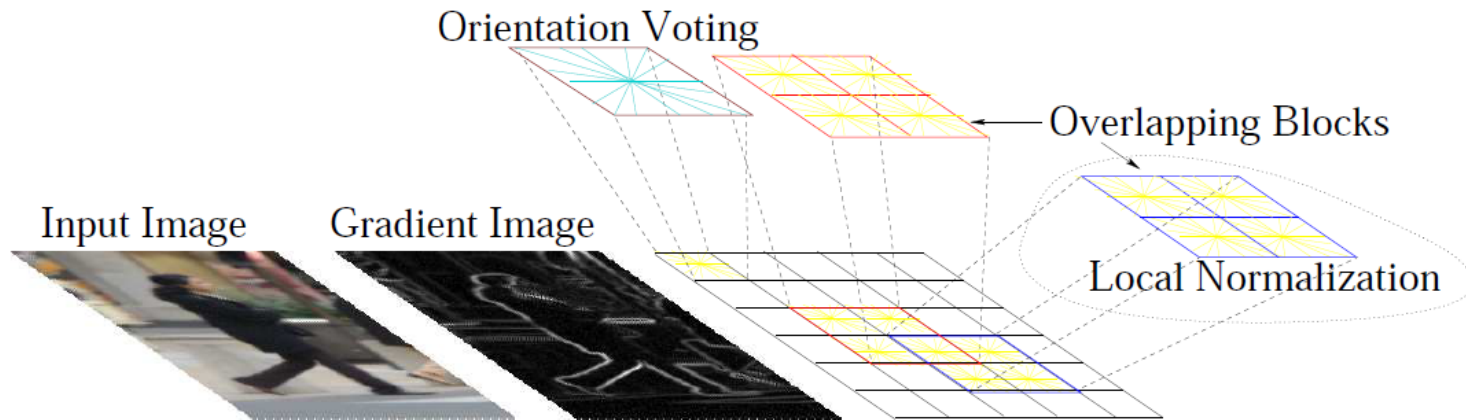 Orientation Voting
Overlapping Blocks
Input Image
Gradient Image
Local Normalization